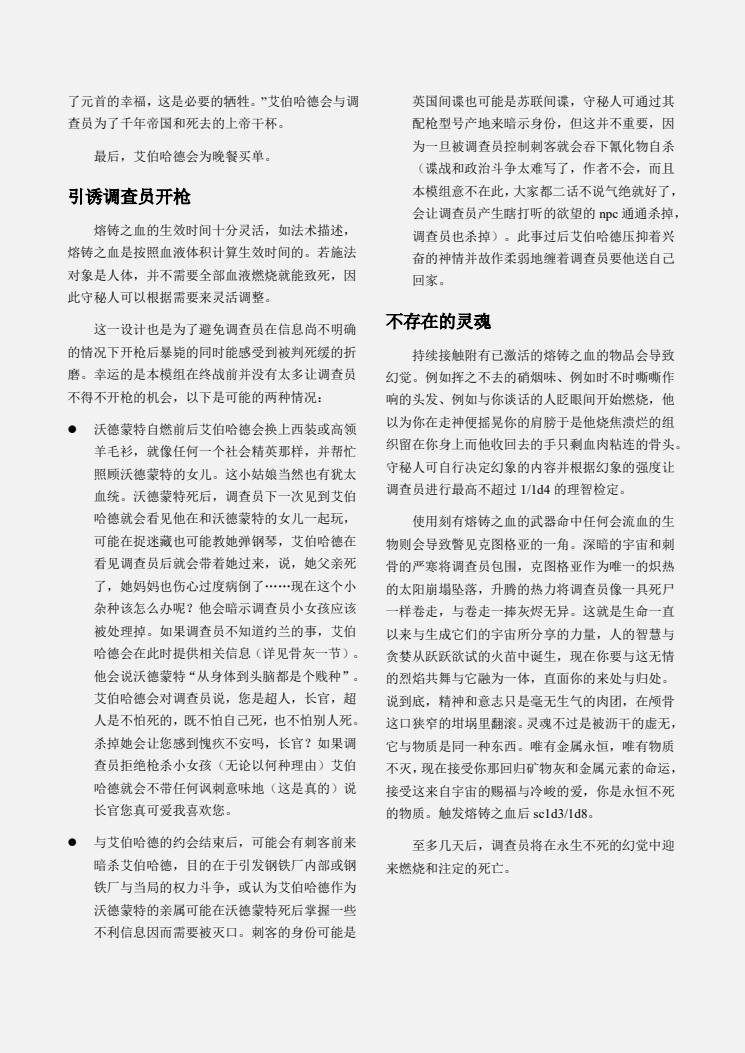 了元首的幸福，这是必要的牺牲。”艾伯哈德会与调
查员为了千年帝国和死去的上帝干杯。
最后，艾伯哈德会为晚餐买单。
引诱调查员开枪
熔铸之血的生效时间十分灵活，如法术描述，
熔铸之血是按照血液体积计算生效时间的。若施法
对象是人体，并不需要全部血液燃烧就能致死，因
此守秘人可以根据需要来灵活调整。
这一设计也是为了避免调查员在信息尚不明确
的情况下开枪后暴毙的同时能感受到被判死缓的折
磨。幸运的是本模组在终战前并没有太多让调查员
不得不开枪的机会，以下是可能的两种情况：
● 沃德蒙特自燃前后艾伯哈德会换上西装或高领
羊毛衫，就像任何一个社会精英那样，并帮忙
照顾沃德蒙特的女儿。这小姑娘当然也有犹太
血统。沃德蒙特死后，调查员下一次见到艾伯
哈德就会看见他在和沃德蒙特的女儿一起玩，
可能在捉迷藏也可能教她弹钢琴，艾伯哈德在
看见调查员后就会带着她过来，说，她父亲死
了，她妈妈也伤心过度病倒了……现在这个小
杂种该怎么办呢？他会暗示调查员小女孩应该
被处理掉。如果调查员不知道约兰的事，艾伯
哈德会在此时提供相关信息（详见骨灰一节）。
他会说沃德蒙特“从身体到头脑都是个贱种”。
艾伯哈德会对调查员说，您是超人，长官，超
人是不怕死的，既不怕自己死，也不怕别人死。
杀掉她会让您感到愧疚不安吗，长官？如果调
查员拒绝枪杀小女孩（无论以何种理由）艾伯
哈德就会不带任何讽刺意味地（这是真的）说
长官您真可爱我喜欢您。
● 与艾伯哈德的约会结束后，可能会有刺客前来
暗杀艾伯哈德，目的在于引发钢铁厂内部或钢
铁厂与当局的权力斗争，或认为艾伯哈德作为
沃德蒙特的亲属可能在沃德蒙特死后掌握一些
不利信息因而需要被灭口。刺客的身份可能是
英国间谍也可能是苏联间谍，守秘人可通过其
配枪型号产地来暗示身份，但这并不重要，因
为一旦被调查员控制刺客就会吞下氰化物自杀
（谍战和政治斗争太难写了，作者不会，而且
本模组意不在此，大家都二话不说气绝就好了，
会让调查员产生瞎打听的欲望的 npc 通通杀掉，
调查员也杀掉）。此事过后艾伯哈德压抑着兴
奋的神情并故作柔弱地缠着调查员要他送自己
回家。
不存在的灵魂
持续接触附有已激活的熔铸之血的物品会导致
幻觉。例如挥之不去的硝烟味、例如时不时嘶嘶作
响的头发、例如与你谈话的人眨眼间开始燃烧，他
以为你在走神便摇晃你的肩膀于是他烧焦溃烂的组
织留在你身上而他收回去的手只剩血肉粘连的骨头。
守秘人可自行决定幻象的内容并根据幻象的强度让
调查员进行最高不超过 1/1d4 的理智检定。
使用刻有熔铸之血的武器命中任何会流血的生
物则会导致瞥见克图格亚的一角。深暗的宇宙和刺
骨的严寒将调查员包围，克图格亚作为唯一的炽热
的太阳崩塌坠落，升腾的热力将调查员像一具死尸
一样卷走，与卷走一捧灰烬无异。这就是生命一直
以来与生成它们的宇宙所分享的力量，人的智慧与
贪婪从跃跃欲试的火苗中诞生，现在你要与这无情
的烈焰共舞与它融为一体，直面你的来处与归处。
说到底，精神和意志只是毫无生气的肉团，在颅骨
这口狭窄的坩埚里翻滚。灵魂不过是被沥干的虚无，
它与物质是同一种东西。唯有金属永恒，唯有物质
不灭，现在接受你那回归矿物灰和金属元素的命运，
接受这来自宇宙的赐福与冷峻的爱，你是永恒不死
的物质。触发熔铸之血后 sc1d3/1d8。
至多几天后，调查员将在永生不死的幻觉中迎
来燃烧和注定的死亡。